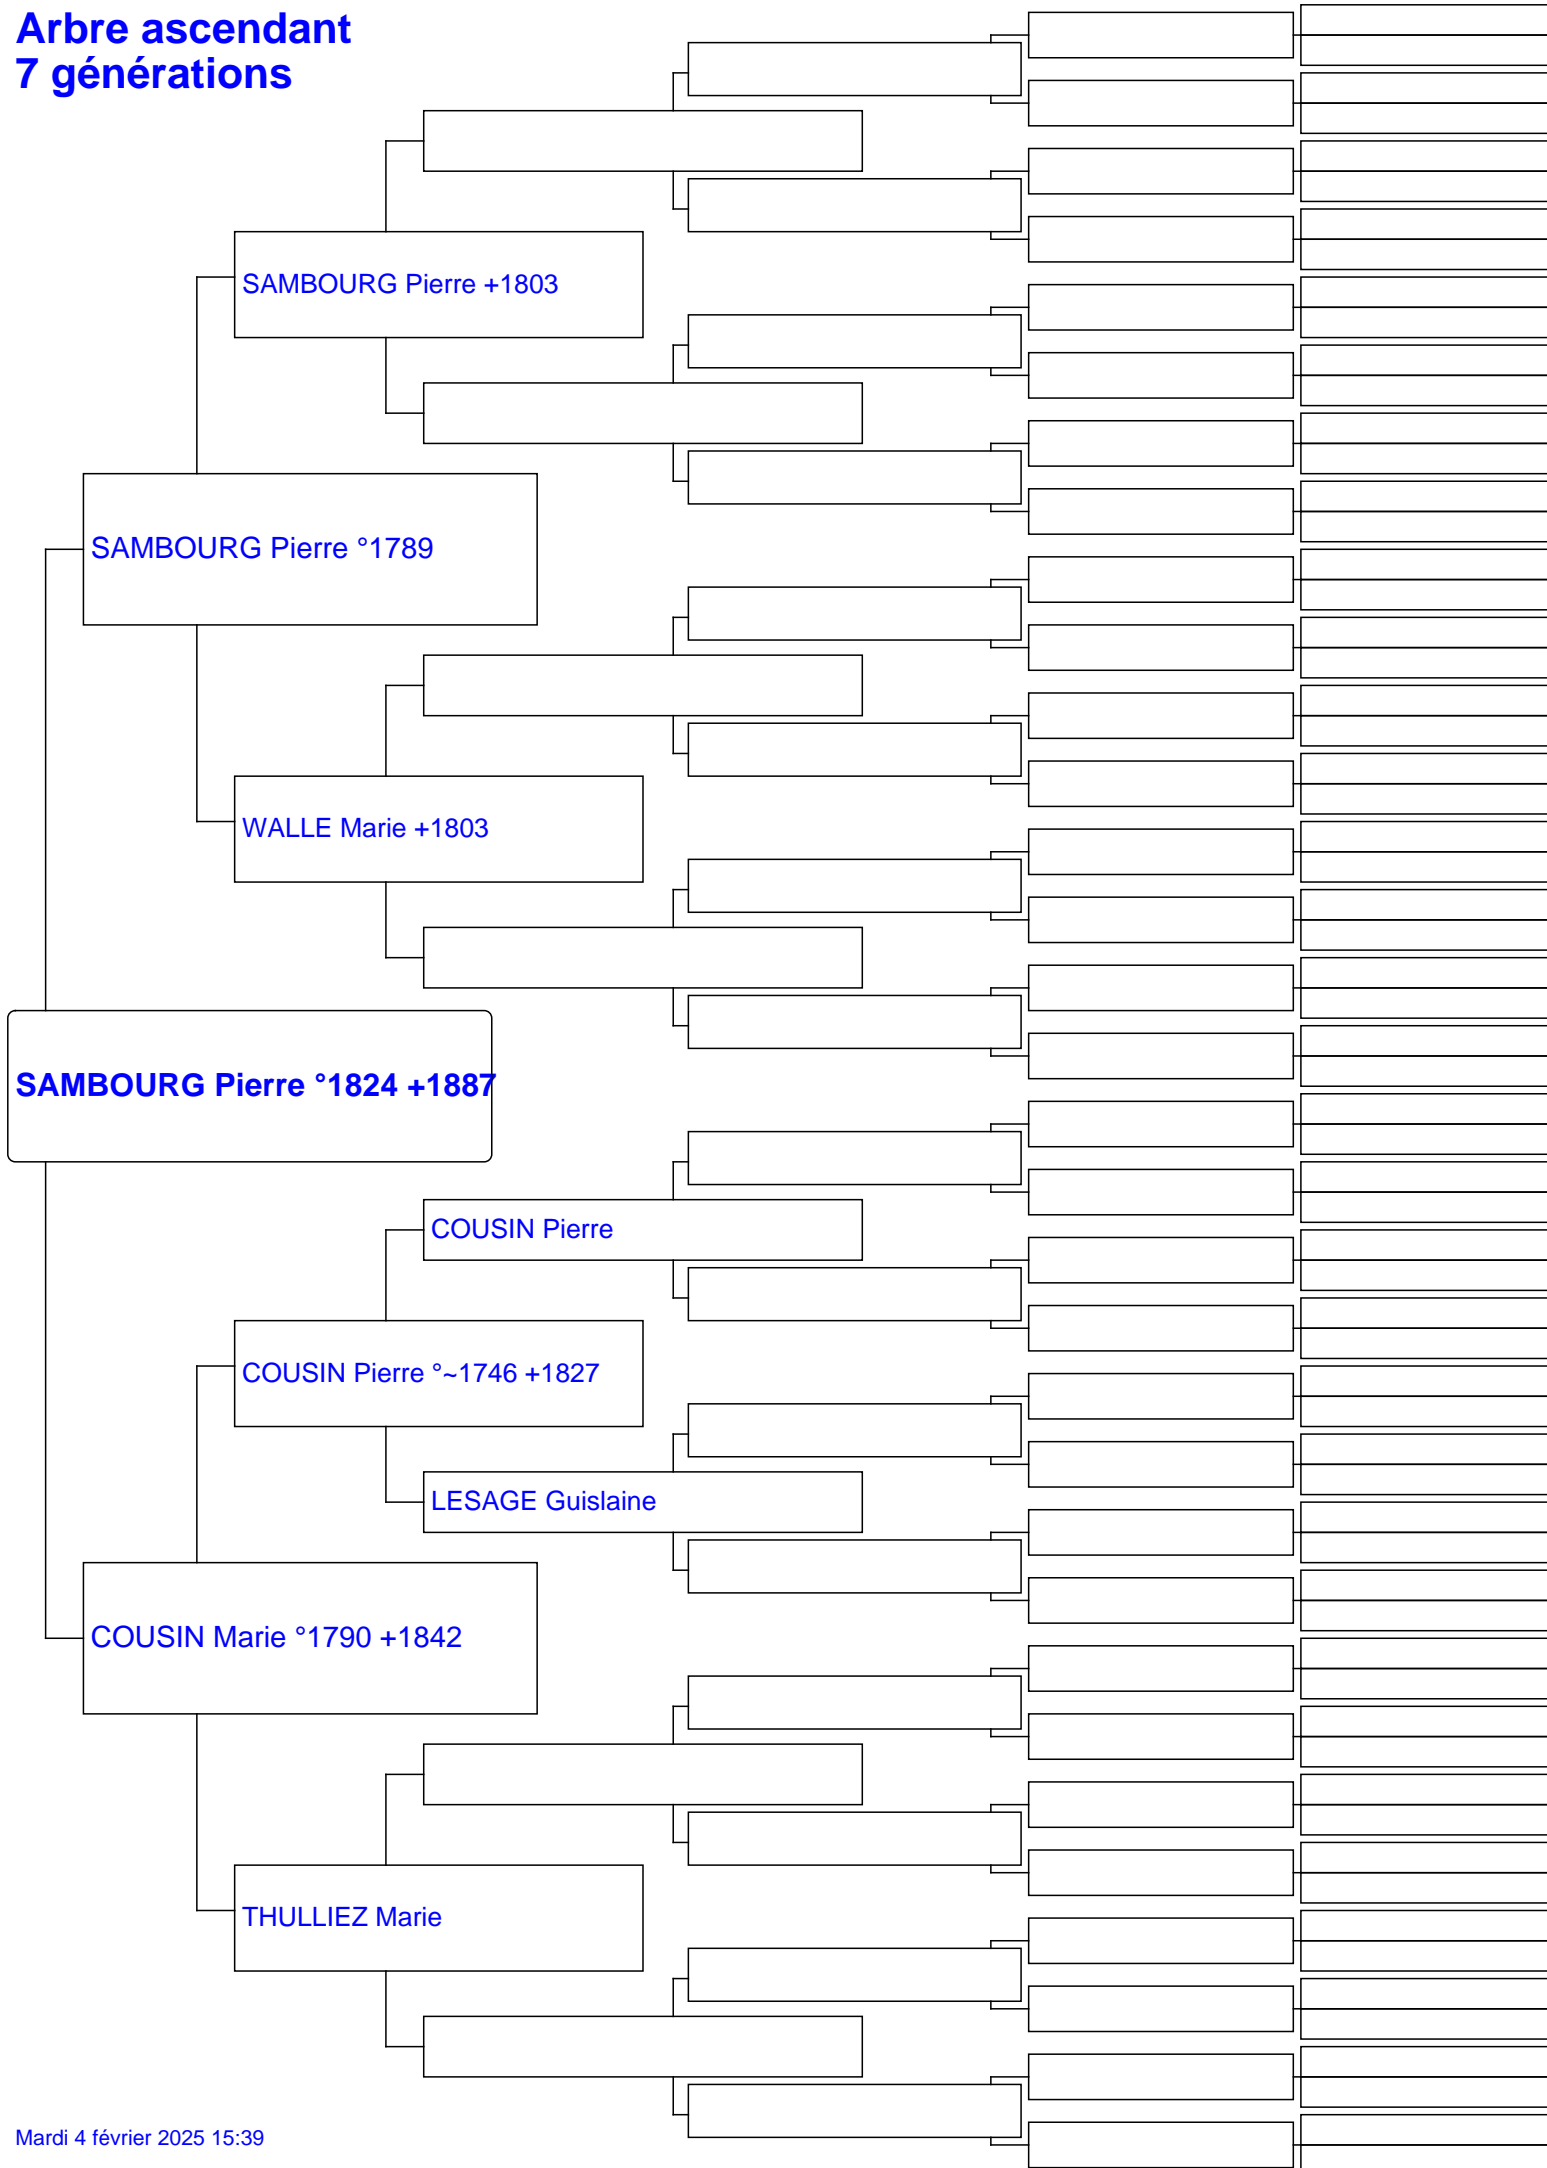 Arbre ascendant
7 générations
SAMBOURG Pierre +1803
SAMBOURG Pierre °1789
WALLE Marie +1803
SAMBOURG Pierre °1824 +1887
COUSIN Pierre
COUSIN Pierre °~1746 +1827
LESAGE Guislaine
COUSIN Marie °1790 +1842
THULLIEZ Marie
Mardi 4 février 2025 15:39